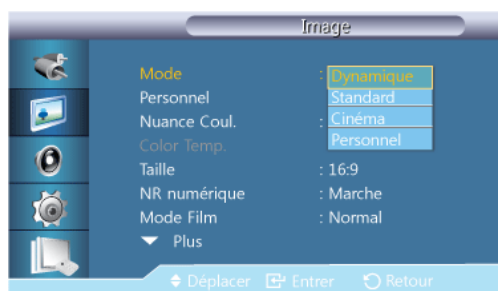 Image
Mode : Dynamique
Standard
Personnel
Nuance Coul. : Cinéma
Personnel
Color Temp.
Taille : 16:9
NR numérique : Marche
Mode Film : Normal
Plus
Déplacer Entrer Retour